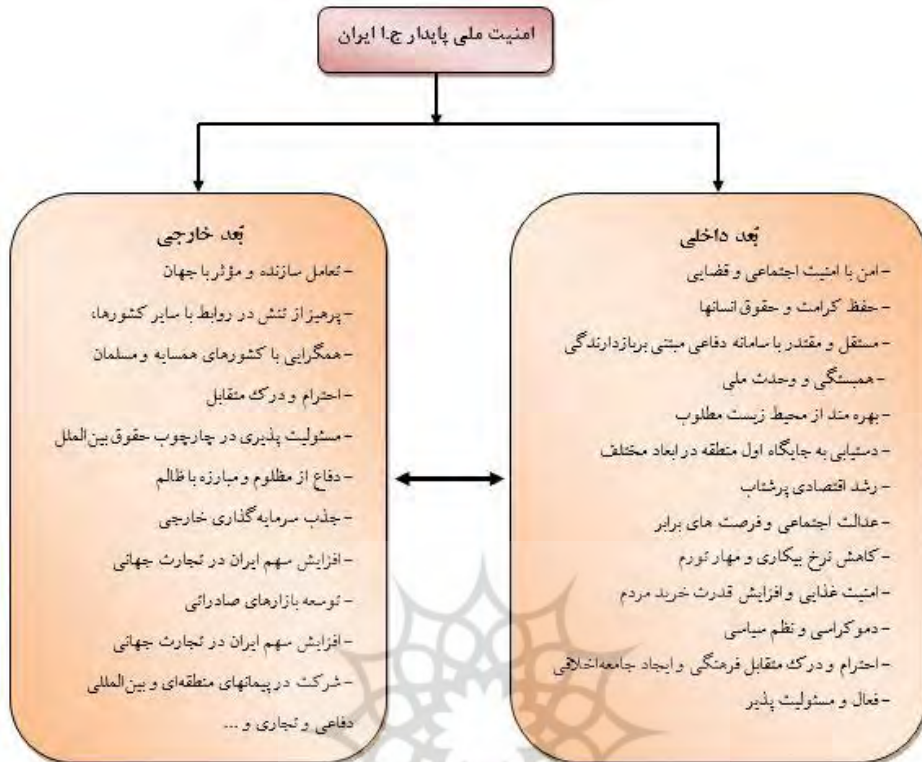 امنیت ملی پایدار ج.ا ایران
بُعد داخلی
- امن با امنیت اجتماعی و قضایی
- حفظ کرامت و حقوق انسانها
- مستقل و مقتدر با سامانه دفاعی مبتنی بربازدارندگی
- همبستگی و وحدت ملی
- بهره مند از محیط زیست مطلوب
- دستیابی به جایگاه اول منطقه در ابعاد مختلف
- رشد اقتصادی پرشتاب
- عدالت اجتماعی و فرصت های برابر
- کاهش نرخ بیکاری و مهار تورم
- امنیت غذایی و افزایش قدرت خرید مردم
- دموکراسی و نظم سیاسی
- احترام و درک متقابل فرهنگی و ایجاد جامعه‌اخلاقی
- فعال و مسئولیت پذیر
بُعد خارجی
- تعامل سازنده و مؤثر با جهان
- پرهیز از تنش در روابط با سایر کشورها،
- همگرایی با کشورهای همسایه و مسلمان
- احترام و درک متقابل
- مسئولیت پذیری در چارچوب حقوق بین‌الملل
- دفاع از مظلوم و مبارزه با ظالم
- جذب سرمایه گذاری خارجی
- افزایش سهم ایران در تجارت جهانی
- توسعه بازارهای صادراتی
- افزایش سهم ایران در تجارت جهانی
- شرکت در پیمانهای منطقه‌ای و بین‌المللی
دفاعی و تجاری و ...